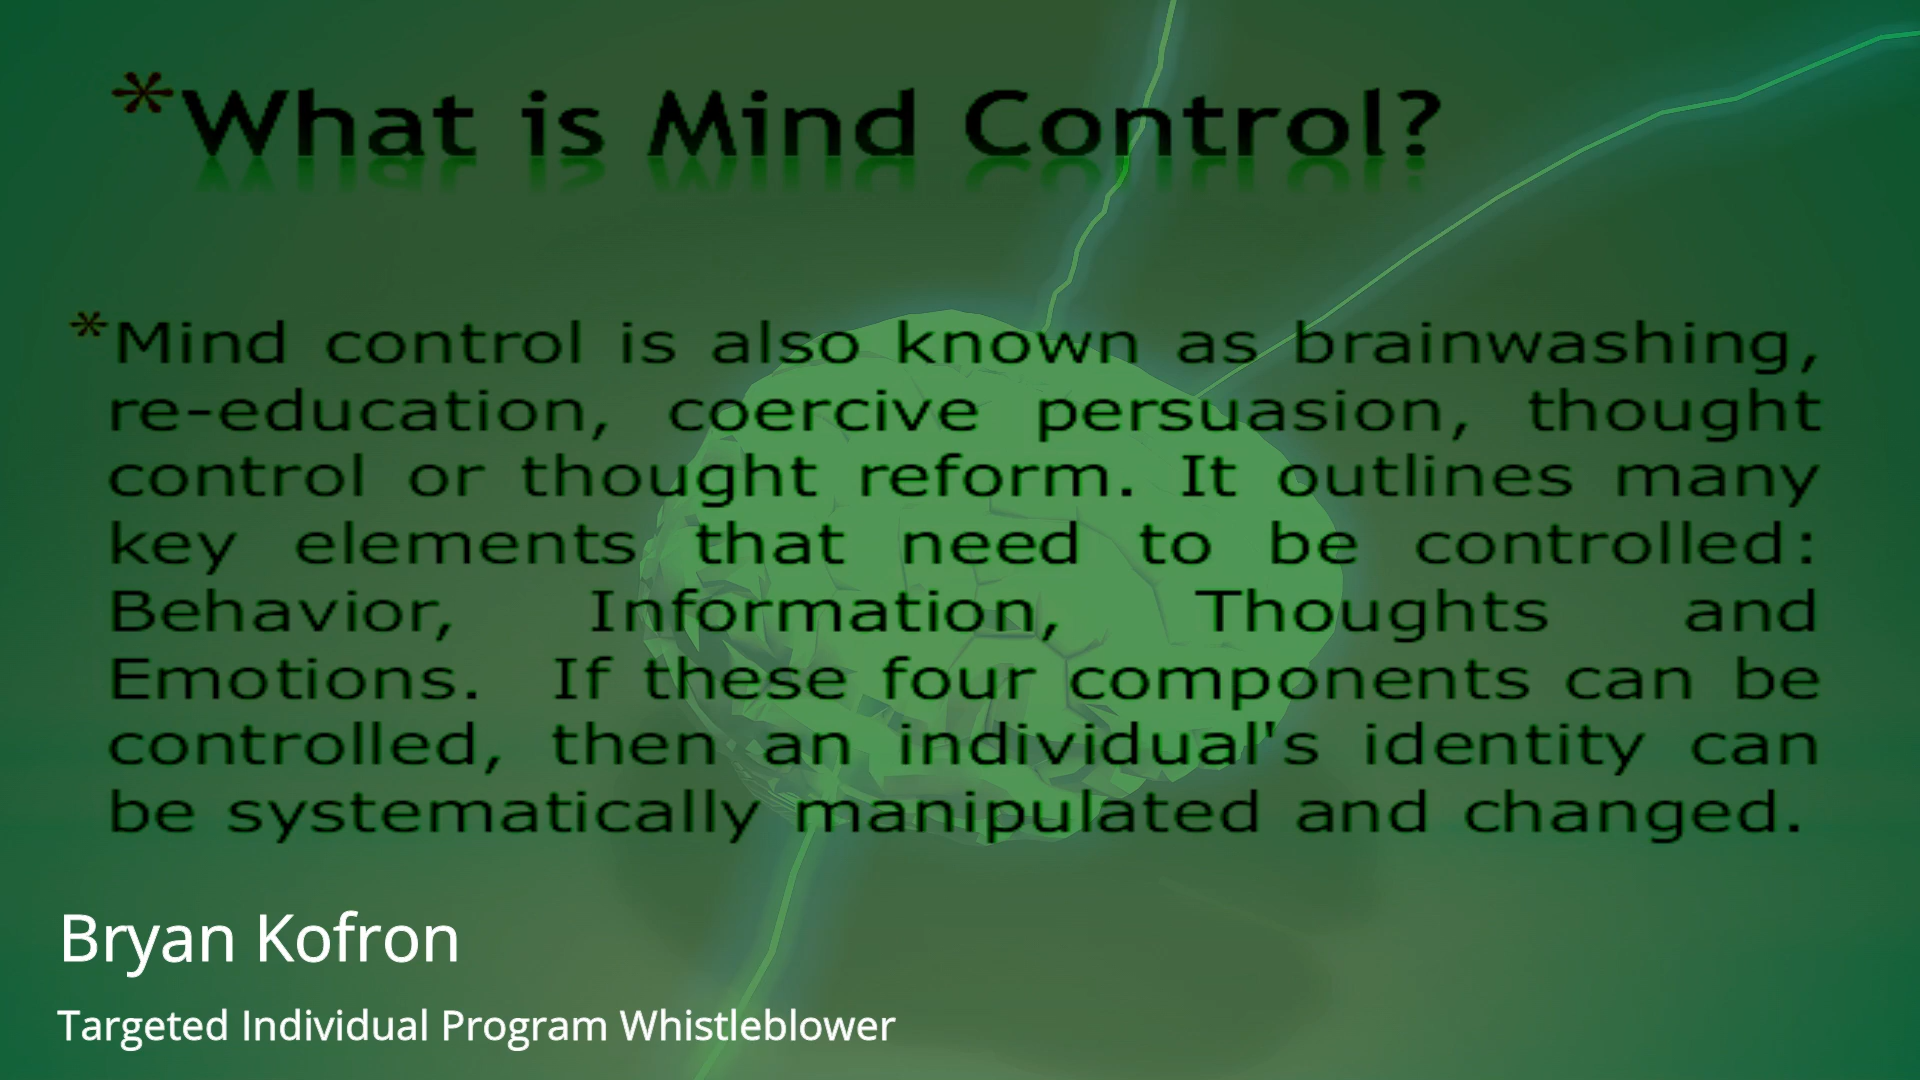 *What is Mind Control?
*Mind control is also known as brainwashing,
re-education, coercive persuasion, thought
control or thought reform. It outlines many
key elements that need to be controlled:
Behavior, Information, Thoughts and
Emotions. If these four components can be
controlled, then an individual's identity can
be systematically manipulated and changed.
Bryan Kofron
Targeted Individual Program Whistleblower